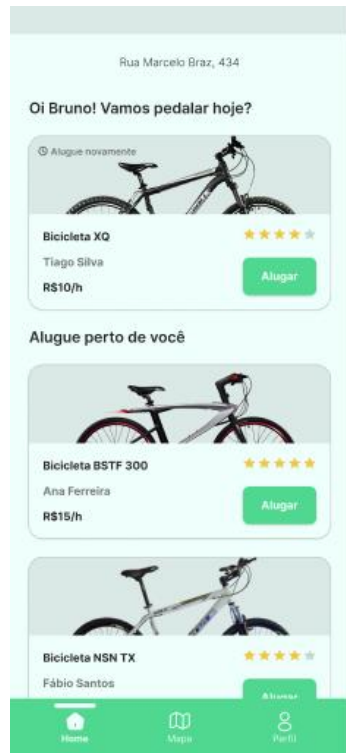 Rua Marcelo Braz, 434
Oi Bruno! Vamos pedalar hoje?
Alugue novamente
Bicicleta XQ
Tiago Silva
R$10/h
Alugar
Alugue perto de você
Bicicleta BSTF 300
Ana Ferreira
R$15/h
Alugar
Bicicleta NSN TX
Fábio Santos
Alugar
Home
Mapa
Perfil